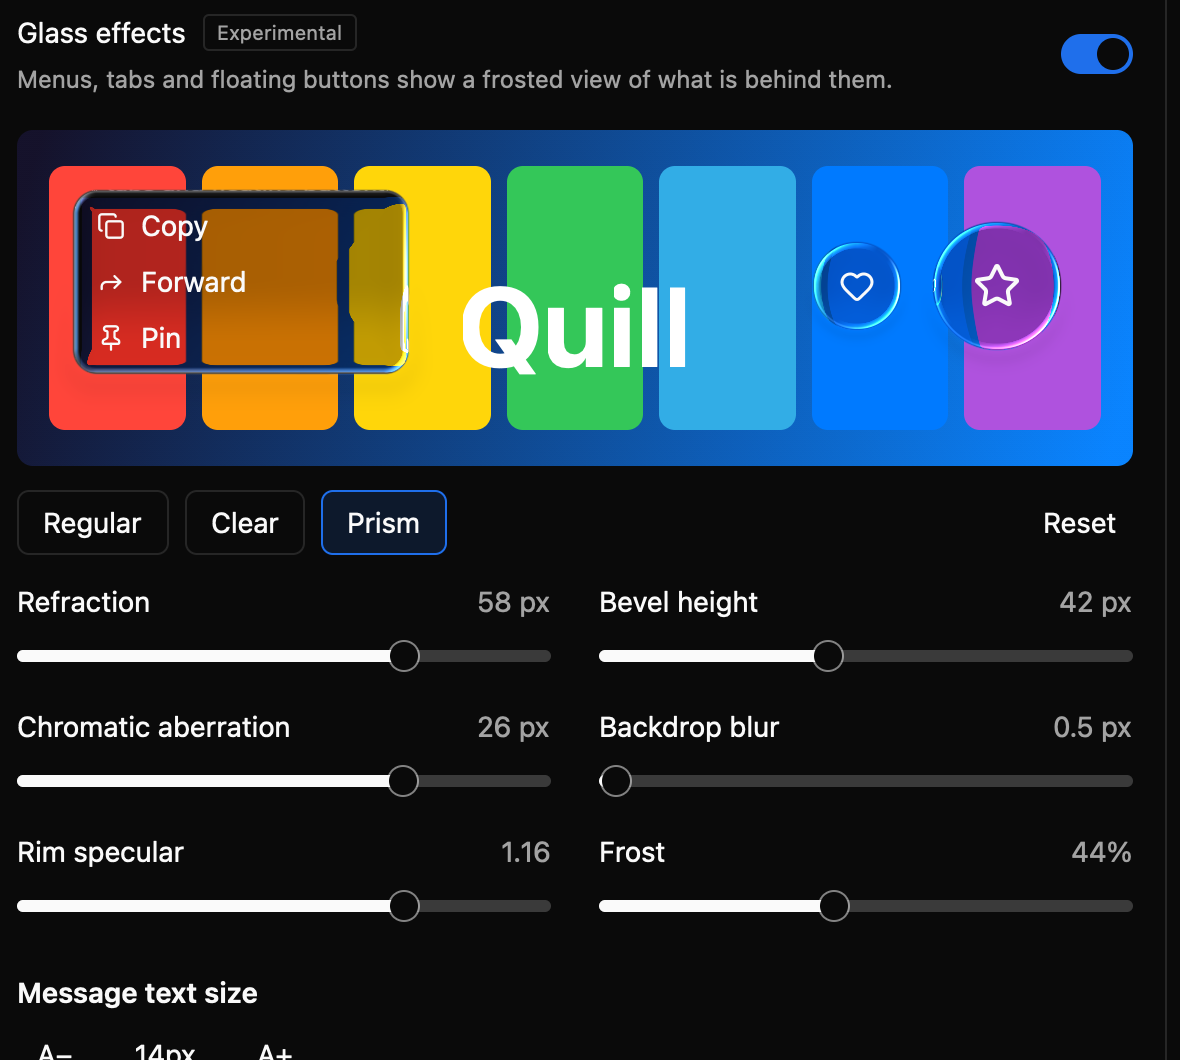 Glass effects Experimental
Menus, tabs and floating buttons show a frosted view of what is behind them.
Copy
Forward
Pin
Quill
Regular Clear Prism Reset
Refraction 58 px Bevel height 42 px
Chromatic aberration 26 px Backdrop blur 0.5 px
Rim specular 1.16 Frost 44%
Message text size
A− 14px A+